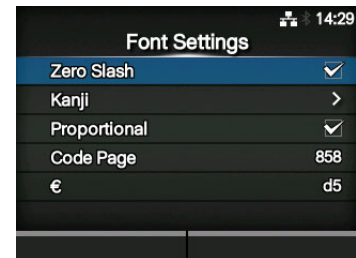 14:29
Font Settings
Zero Slash
Kanji >
Proportional
Code Page 858
€ d5